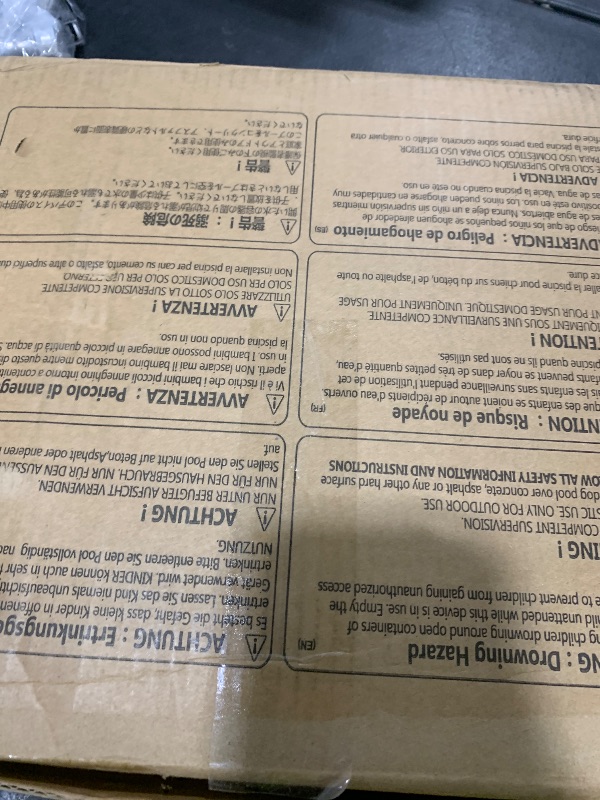 NG : Drowning Hazard (EN)
ng children drowning around open containers of
ild unattended while this device is in use. Empty the
e to prevent children from gaining unauthorized access
ING !
COMPETENT SUPERVISION.
TIC USE. ONLY FOR OUTDOOR USE.
dog pool over concrete, asphalt or any other hard surface
OW ALL SAFETY INFORMATION AND INSTRUCTIONS
ACHTUNG : Ertrinkungsge
Es besteht die Gefahr, dass kleine Kinder in offenen
ertrinken. Lassen Sie das Kind niemals unbeaufsichti
Gerät verwendet wird. KINDER können auch in sehr
ertrinken. Bitte entleeren Sie den Pool vollständig nac
NUTZUNG.
ACHTUNG !
NUR UNTER BEFUGTER AUFSICHT VERWENDEN.
NUR FÜR DEN HAUSGEBRAUCH. NUR FÜR DEN AUSSEN
Stellen Sie den Pool nicht auf Beton, Asphalt oder anderen
auf.
NTION : Risque de noyade (FR)
que des enfants se noient autour de récipients d'eau ouverts.
is les enfants sans surveillance pendant l'utilisation de cet
fants peuvent se noyer dans de très petites quantité d'eau,
piscine quand il ne sont pas utilisés.
TENTION !
IQUEMENT SOUS UNE SURVEILLANCE COMPETENTE.
NT POUR USAGE DOMESTIQUE. UNIQUEMENT POUR USAGE
ller la piscine pour chiens sur du béton, de l'asphalte ou toute
ce dure.
AVVERTENZA : Pericolo di anneg
Vi è il rischio che i bambini piccoli anneghino intorno a contenit
aperti. Non lasciare mai il bambino incustodito mentre questo di
in uso. I bambini possono annegare in piccole quantità di acqua. S
la piscina quando non in uso.
AVVERTENZA !
UTILIZZARE SOLO SOTTO LA SUPERVISIONE COMPETENTE
SOLO PER USO DOMESTICO SOLO PER USO ESTERNO
Non installare la piscina per cani su cemento, asfalto o altre superfici du
DVERTENCIA : Peligro de ahogamiento (ES)
esgo de que los niños pequeños se ahoguen alrededor de
es de agua abiertos. Nunca deje a un niño sin supervisión mientras
positivo esté en uso. Los niños pueden ahogarse en cantidades muy
as de agua. Vacíe la piscina cuando no esté en uso.
ADVERTENCIA !
E SOLO BAJO SUPERVISION COMPETENTE.
PARA USO DOMÉSTICO SOLO PARA USO EXTERIOR.
stale la piscina para perros sobre concreto, asfalto o cualquier otra
ficie dura.
警告!: 溺死の危険
警告 !